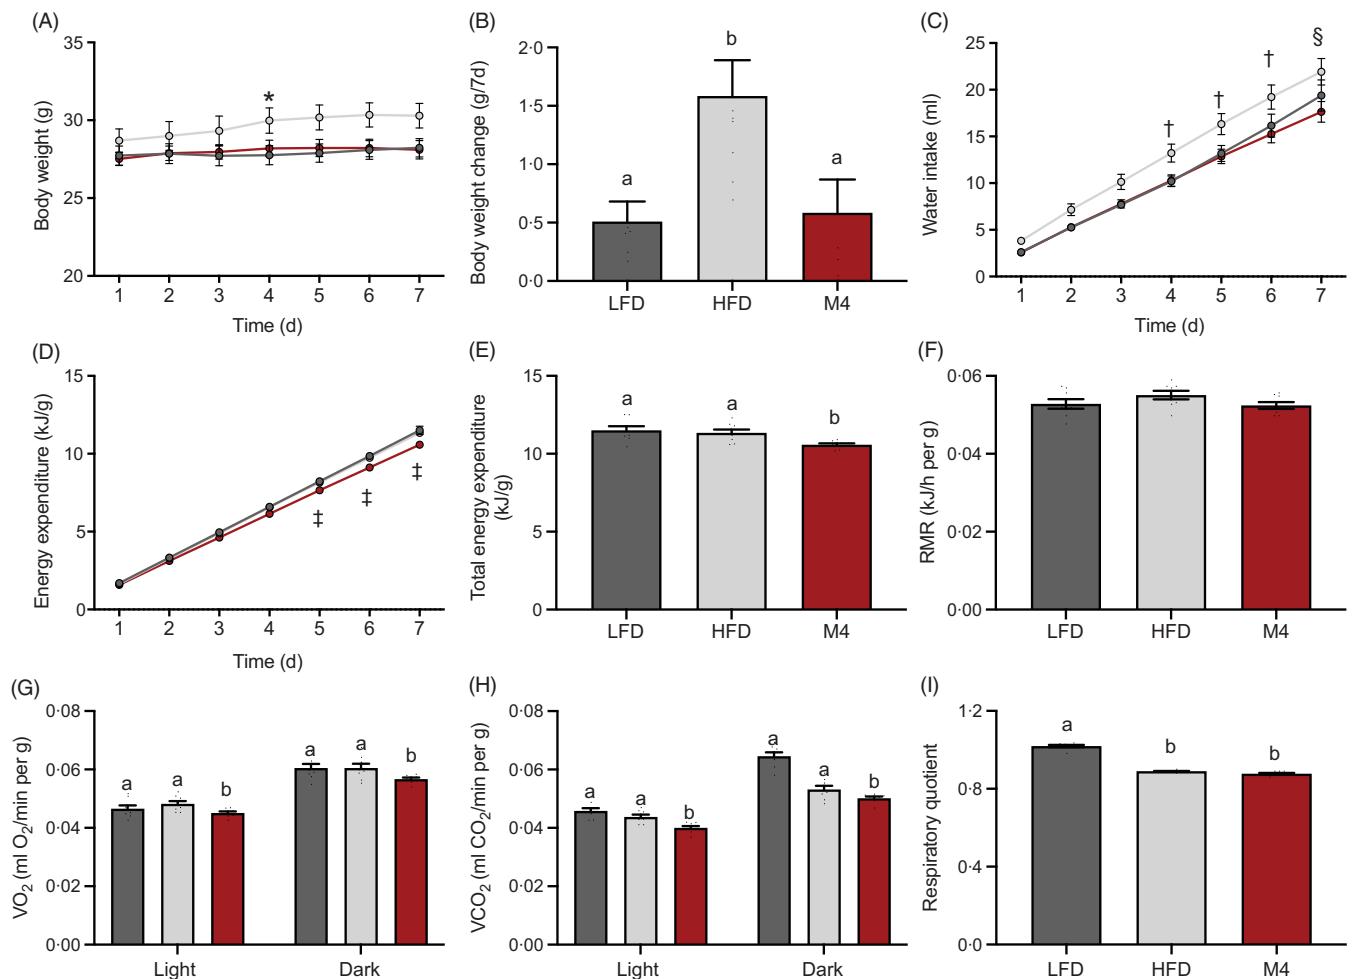 (A)
Body weight (g)
35
30
25
20
*
1 2 3 4 5 6 7
Time (d)
(B)
Body weight change (g/7d)
2·0
1·5
1·0
0·5
0·0
a
b
a
LFD HFD M4
(C)
Water intake (ml)
25
20
15
10
5
0
† † † §
1 2 3 4 5 6 7
Time (d)
(D)
Energy expenditure (kJ/g)
15
10
5
0
‡ ‡ ‡
1 2 3 4 5 6 7
Time (d)
(E)
Total energy expenditure
(kJ/g)
15
10
5
0
a a b
LFD HFD M4
(F)
RMR (kJ/h per g)
0·06
0·04
0·02
0·00
LFD HFD M4
(G)
VO2 (ml O2/min per g)
0·08
0·06
0·04
0·02
0·00
a a b a a b
Light Dark
(H)
VCO2 (ml CO2/min per g)
0·08
0·06
0·04
0·02
0·00
a a b a a b
Light Dark
(I)
Respiratory quotient
1·2
0·8
0·4
0·0
a b b
LFD HFD M4